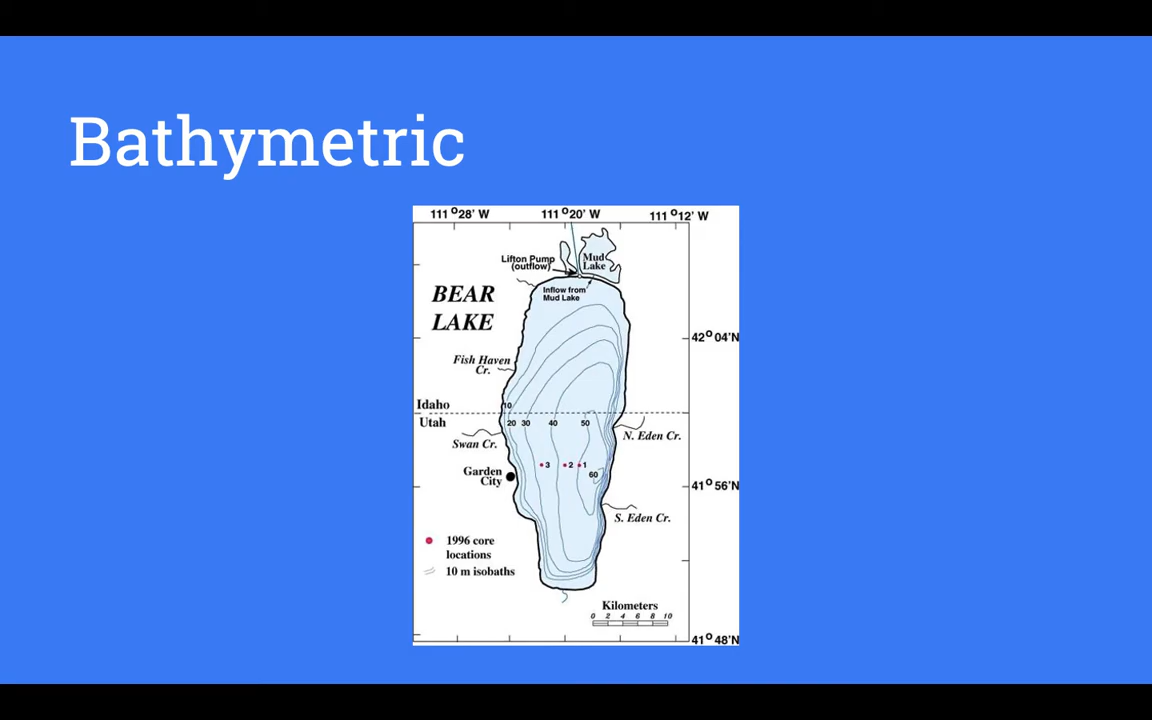 Bathymetric
111 °28' W 111 °20' W 111 °12' W
Lifton Pump
(outflow)
Mud
Lake
Inflow from
Mud Lake
BEAR
LAKE
42 °04'N
Fish Haven
Cr.
10
Idaho
Utah
20 30 40 50
N. Eden Cr.
Swan Cr.
3 2 1
Garden
City
60
41 °56'N
S. Eden Cr.
1996 core
locations
10 m isobaths
Kilometers
0 2 4 6 8 10
41 °48'N